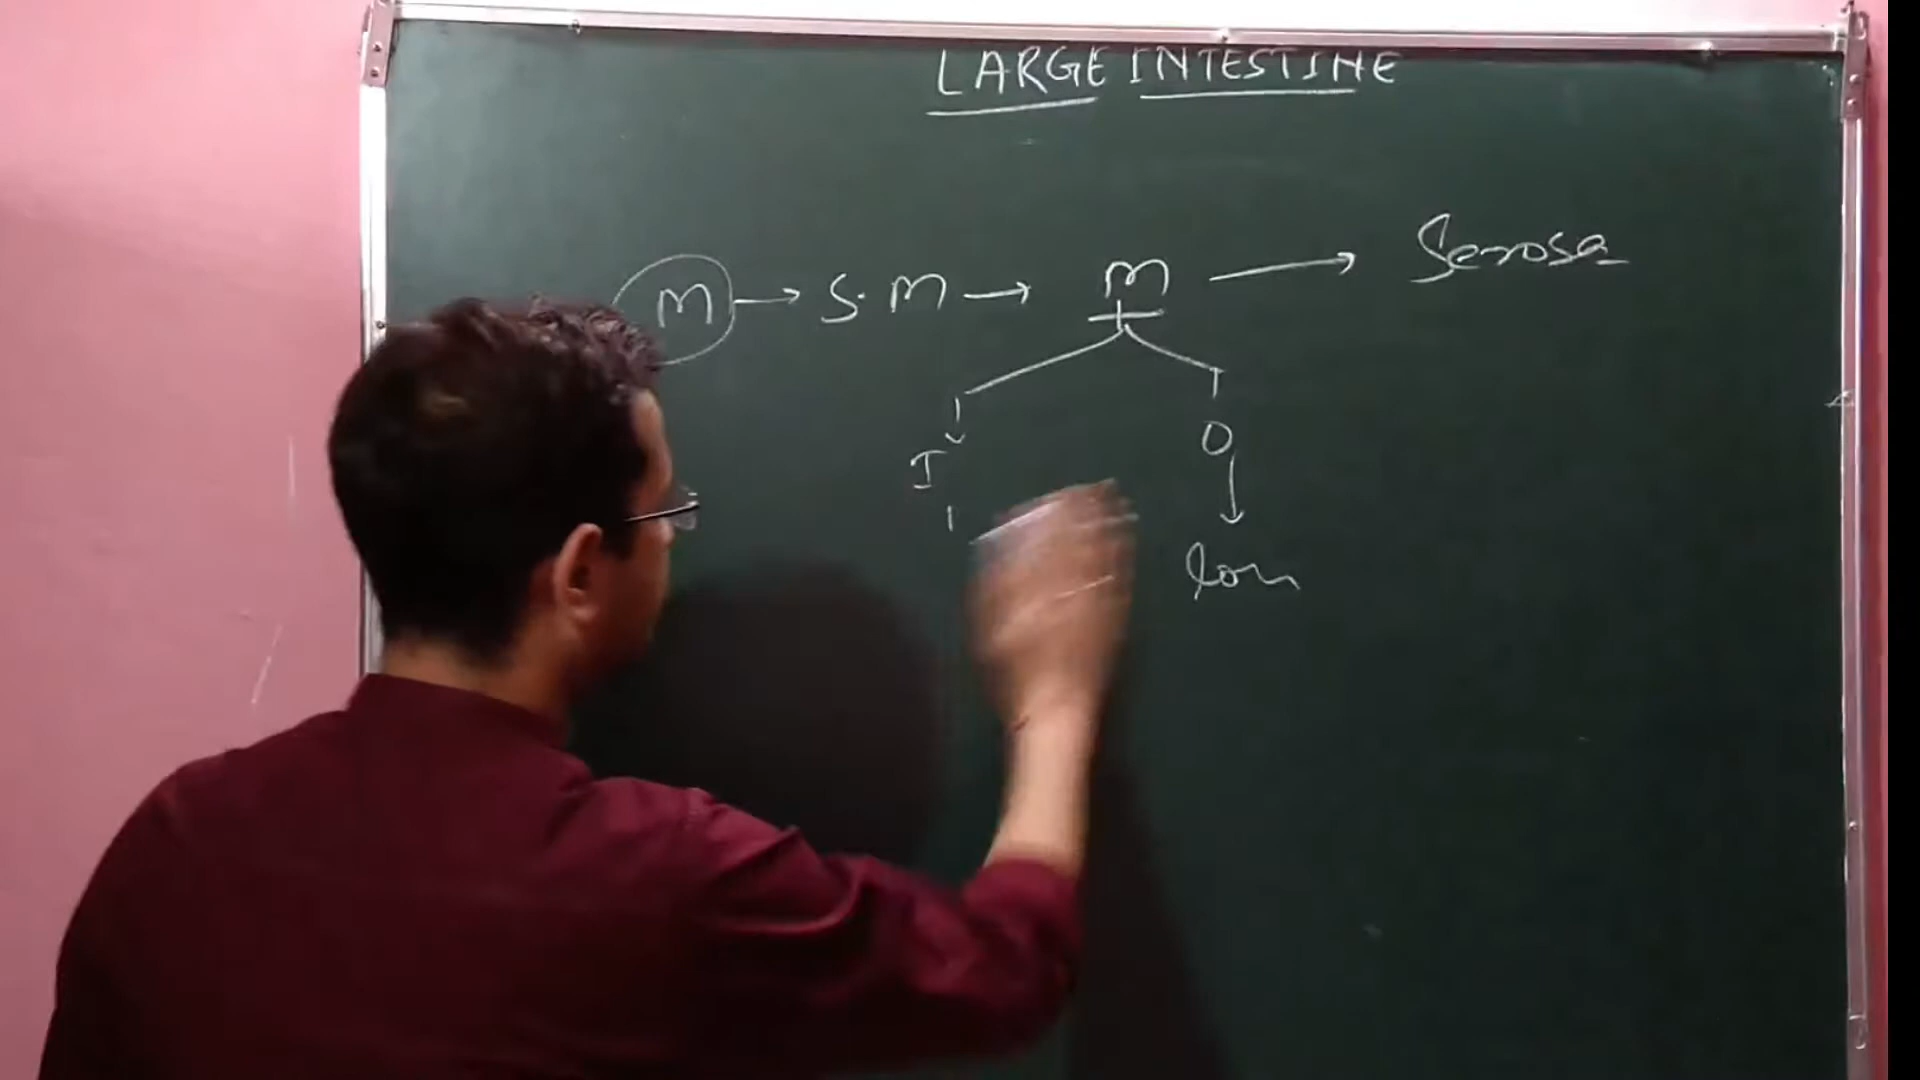 LARGE INTESTINE
M → S.M → M → Serosa
I O
Lon